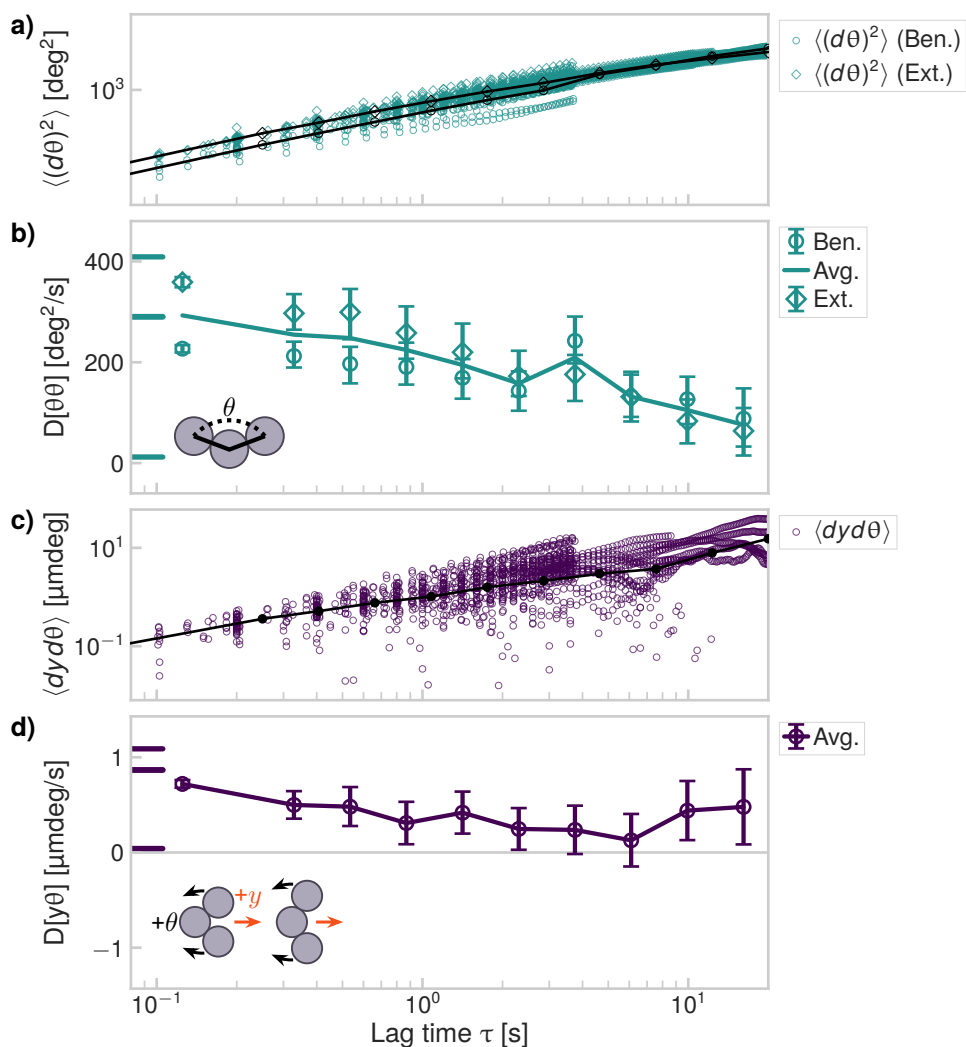 a)
⟨(dθ)²⟩ [deg²]
10³
⟨(dθ)²⟩ (Ben.)
⟨(dθ)²⟩ (Ext.)
b)
D[θθ] [deg²/s]
400
200
0
θ
Ben.
Avg.
Ext.
c)
⟨dydθ⟩ [μmdeg]
10¹
10⁻¹
⟨dydθ⟩
d)
D[yθ] [μmdeg/s]
1
0
−1
+θ
+y
Avg.
10⁻¹ 10⁰ 10¹
Lag time τ [s]